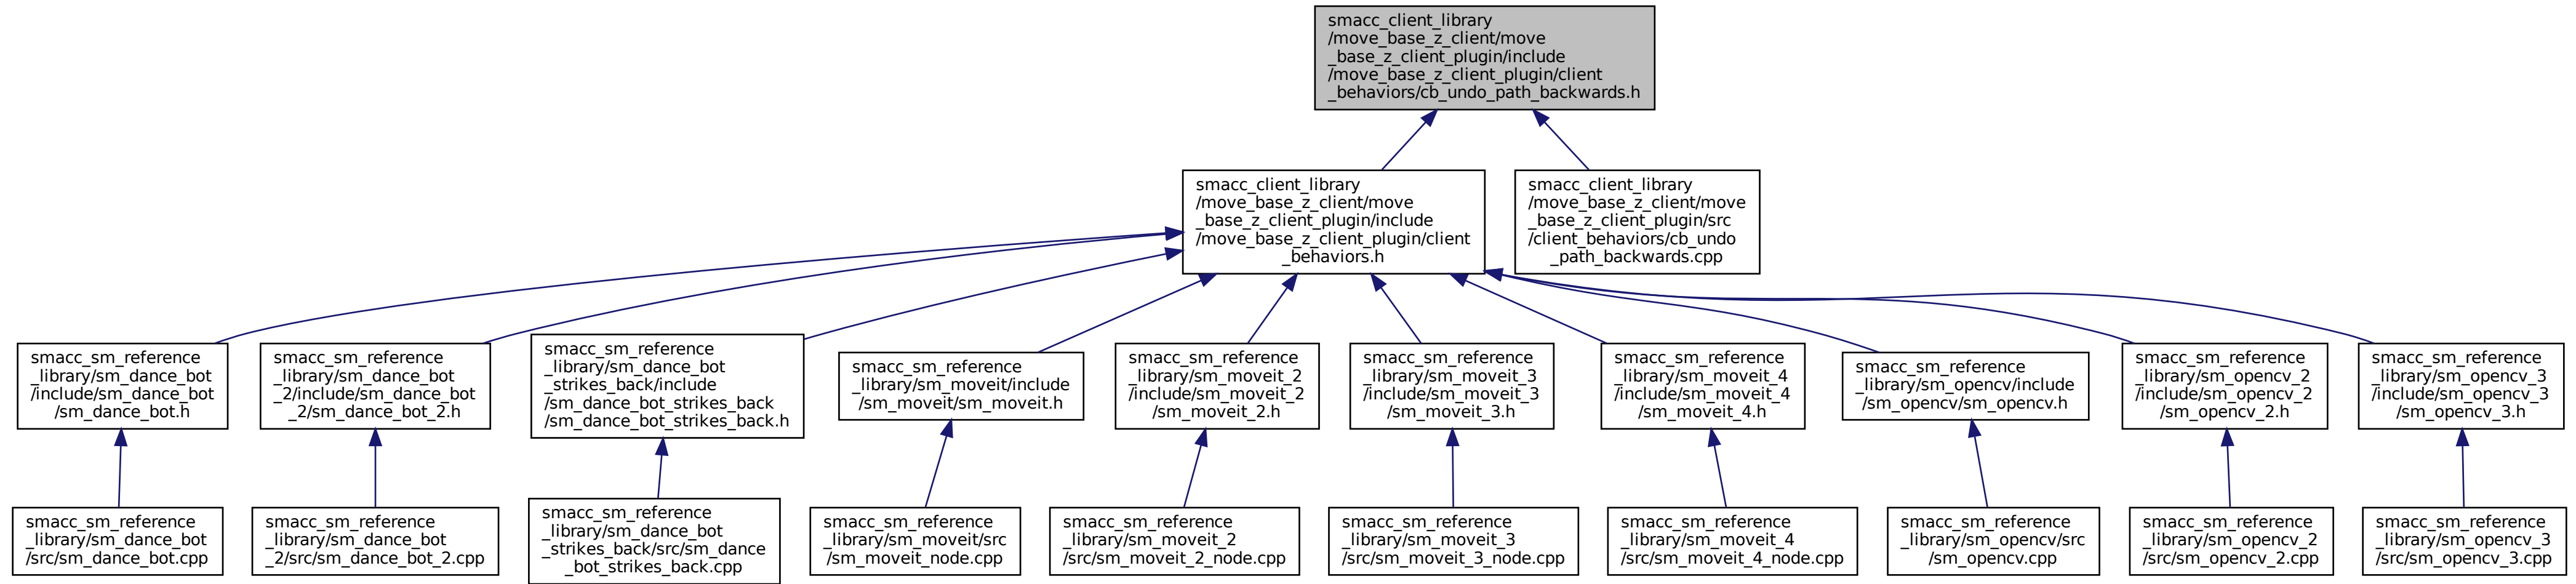 smacc_client_library
/move_base_z_client/move
_base_z_client_plugin/include
/move_base_z_client_plugin/client
_behaviors/cb_undo_path_backwards.h
smacc_client_library
/move_base_z_client/move
_base_z_client_plugin/include
/move_base_z_client_plugin/client
_behaviors.h
smacc_client_library
/move_base_z_client/move
_base_z_client_plugin/src
/client_behaviors/cb_undo
_path_backwards.cpp
smacc_sm_reference
_library/sm_dance_bot
/include/sm_dance_bot
/sm_dance_bot.h
smacc_sm_reference
_library/sm_dance_bot
_2/include/sm_dance_bot
_2/sm_dance_bot_2.h
smacc_sm_reference
_library/sm_dance_bot
_strikes_back/include
/sm_dance_bot_strikes_back
/sm_dance_bot_strikes_back.h
smacc_sm_reference
_library/sm_moveit/include
/sm_moveit/sm_moveit.h
smacc_sm_reference
_library/sm_moveit_2
/include/sm_moveit_2
/sm_moveit_2.h
smacc_sm_reference
_library/sm_moveit_3
/include/sm_moveit_3
/sm_moveit_3.h
smacc_sm_reference
_library/sm_moveit_4
/include/sm_moveit_4
/sm_moveit_4.h
smacc_sm_reference
_library/sm_opencv/include
/sm_opencv/sm_opencv.h
smacc_sm_reference
_library/sm_opencv_2
/include/sm_opencv_2
/sm_opencv_2.h
smacc_sm_reference
_library/sm_opencv_3
/include/sm_opencv_3
/sm_opencv_3.h
smacc_sm_reference
_library/sm_dance_bot
/src/sm_dance_bot.cpp
smacc_sm_reference
_library/sm_dance_bot
_2/src/sm_dance_bot_2.cpp
smacc_sm_reference
_library/sm_dance_bot
_strikes_back/src/sm_dance
_bot_strikes_back.cpp
smacc_sm_reference
_library/sm_moveit/src
/sm_moveit_node.cpp
smacc_sm_reference
_library/sm_moveit_2
/src/sm_moveit_2_node.cpp
smacc_sm_reference
_library/sm_moveit_3
/src/sm_moveit_3_node.cpp
smacc_sm_reference
_library/sm_moveit_4
/src/sm_moveit_4_node.cpp
smacc_sm_reference
_library/sm_opencv/src
/sm_opencv.cpp
smacc_sm_reference
_library/sm_opencv_2
/src/sm_opencv_2.cpp
smacc_sm_reference
_library/sm_opencv_3
/src/sm_opencv_3.cpp